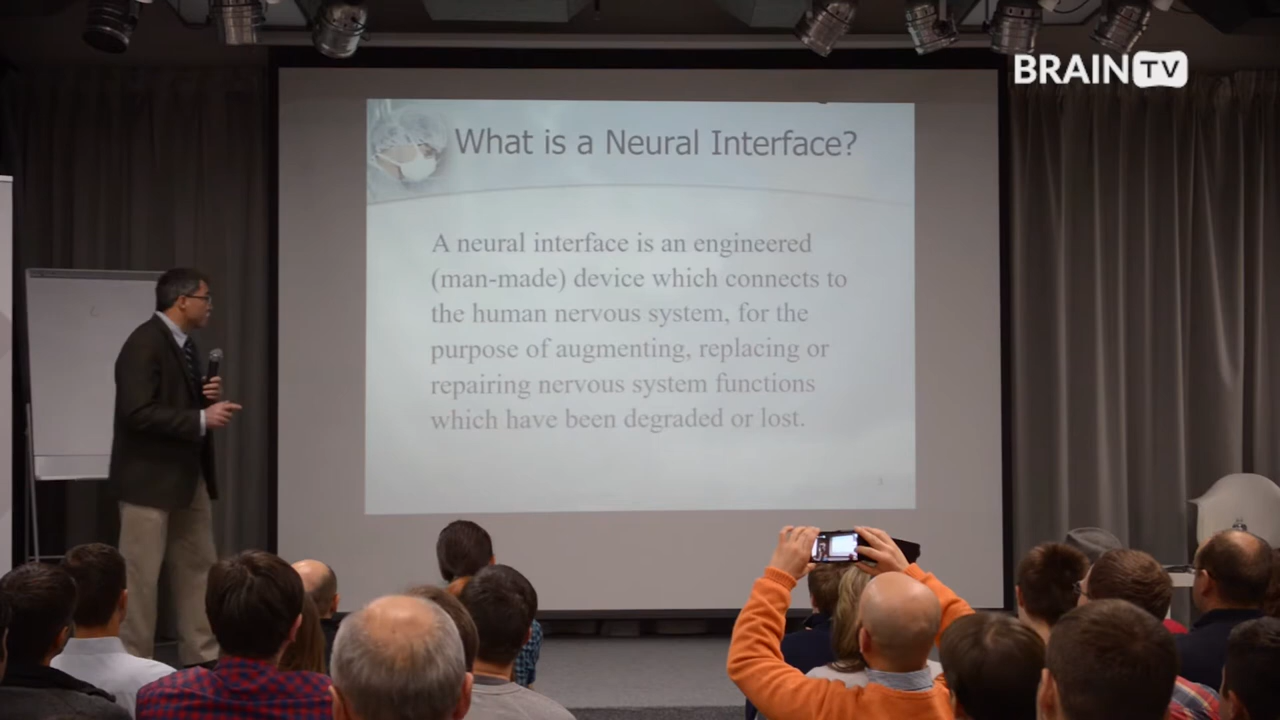 BRAIN TV
What is a Neural Interface?
A neural interface is an engineered
(man-made) device which connects to
the human nervous system, for the
purpose of augmenting, replacing or
repairing nervous system functions
which have been degraded or lost.